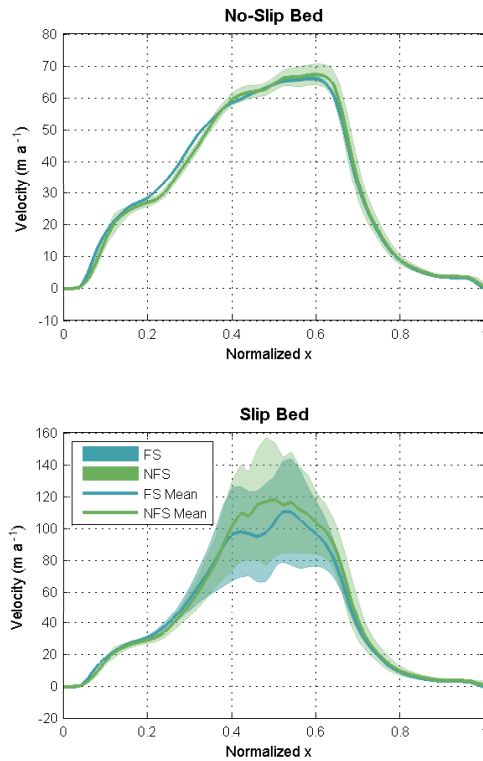 No-Slip Bed
80
70
60
50
40
30
20
10
0
-10
Velocity (m a⁻¹)
0 0.2 0.4 0.6 0.8 1
Normalized x
Slip Bed
160
140
120
100
80
60
40
20
0
-20
Velocity (m a⁻¹)
FS
NFS
FS Mean
NFS Mean
0 0.2 0.4 0.6 0.8 1
Normalized x